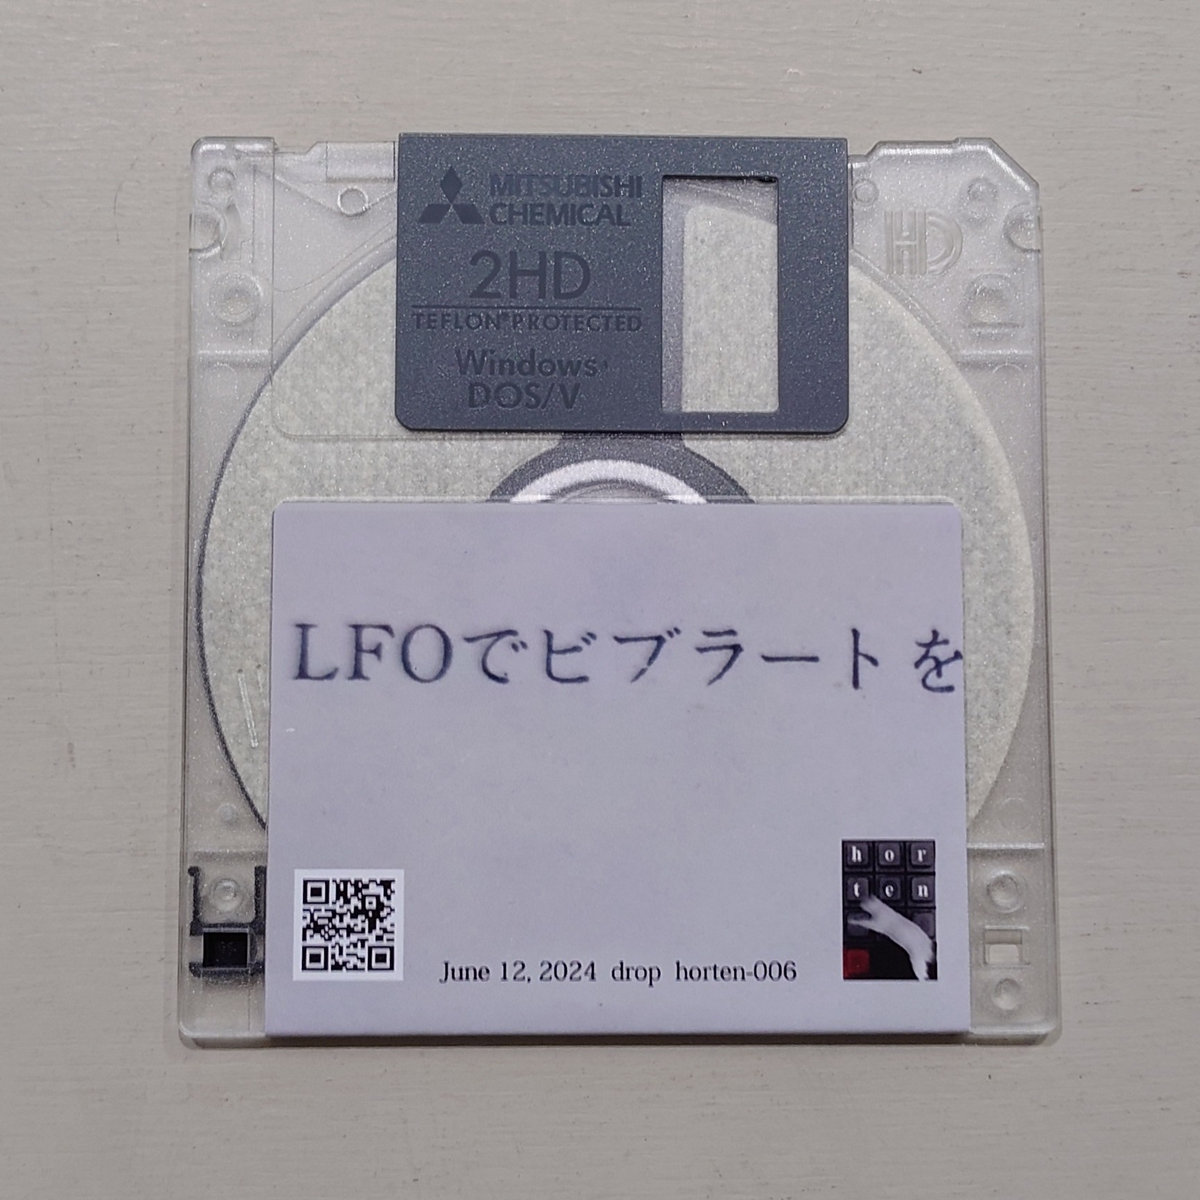 MITSUBISHI
CHEMICAL
2HD
TEFLON® PROTECTED
Windows
DOS/V
HD
LFOでビブラートを
hor
ten
June 12, 2024 drop horten-006